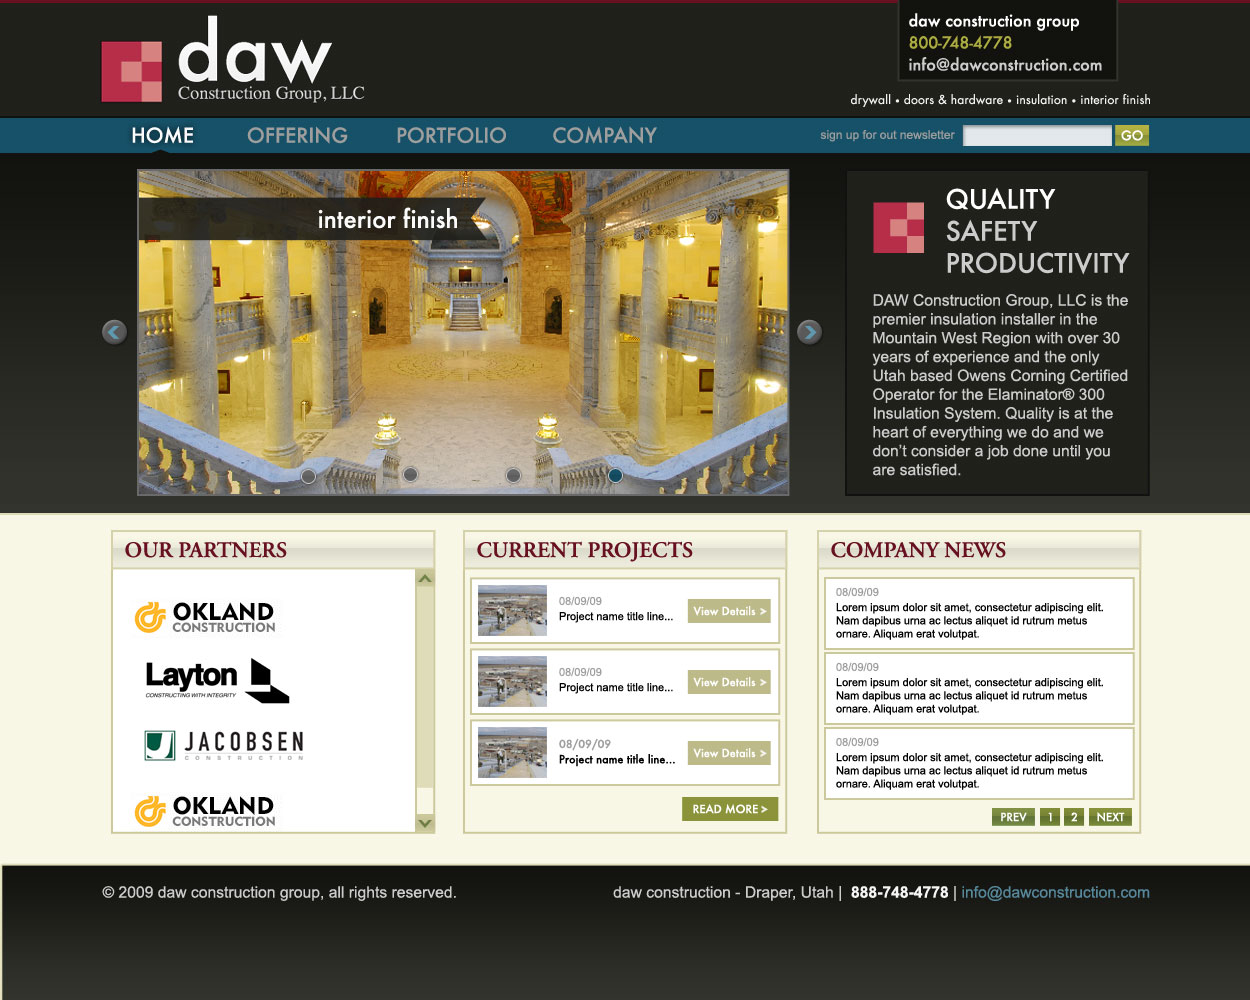 daw
Construction Group, LLC
daw construction group
800-748-4778
info@dawconstruction.com
drywall • doors & hardware • insulation • interior finish
HOME OFFERING PORTFOLIO COMPANY
sign up for out newsletter GO
interior finish
QUALITY
SAFETY
PRODUCTIVITY
DAW Construction Group, LLC is the
premier insulation installer in the
Mountain West Region with over 30
years of experience and the only
Utah based Owens Corning Certified
Operator for the Elaminator® 300
Insulation System. Quality is at the
heart of everything we do and we
don't consider a job done until you
are satisfied.
OUR PARTNERS
OKLAND
CONSTRUCTION
Layton
CONSTRUCTING WITH INTEGRITY
JACOBSEN
CONSTRUCTION
OKLAND
CONSTRUCTION
CURRENT PROJECTS
08/09/09
Project name title line...
View Details >
08/09/09
Project name title line...
View Details >
08/09/09
Project name title line...
View Details >
READ MORE >
COMPANY NEWS
08/09/09
Lorem ipsum dolor sit amet, consectetur adipiscing elit.
Nam dapibus urna ac lectus aliquet id rutrum metus
ornare. Aliquam erat volutpat.
08/09/09
Lorem ipsum dolor sit amet, consectetur adipiscing elit.
Nam dapibus urna ac lectus aliquet id rutrum metus
ornare. Aliquam erat volutpat.
08/09/09
Lorem ipsum dolor sit amet, consectetur adipiscing elit.
Nam dapibus urna ac lectus aliquet id rutrum metus
ornare. Aliquam erat volutpat.
PREV 1 2 NEXT
© 2009 daw construction group, all rights reserved.
daw construction - Draper, Utah | 888-748-4778 | info@dawconstruction.com